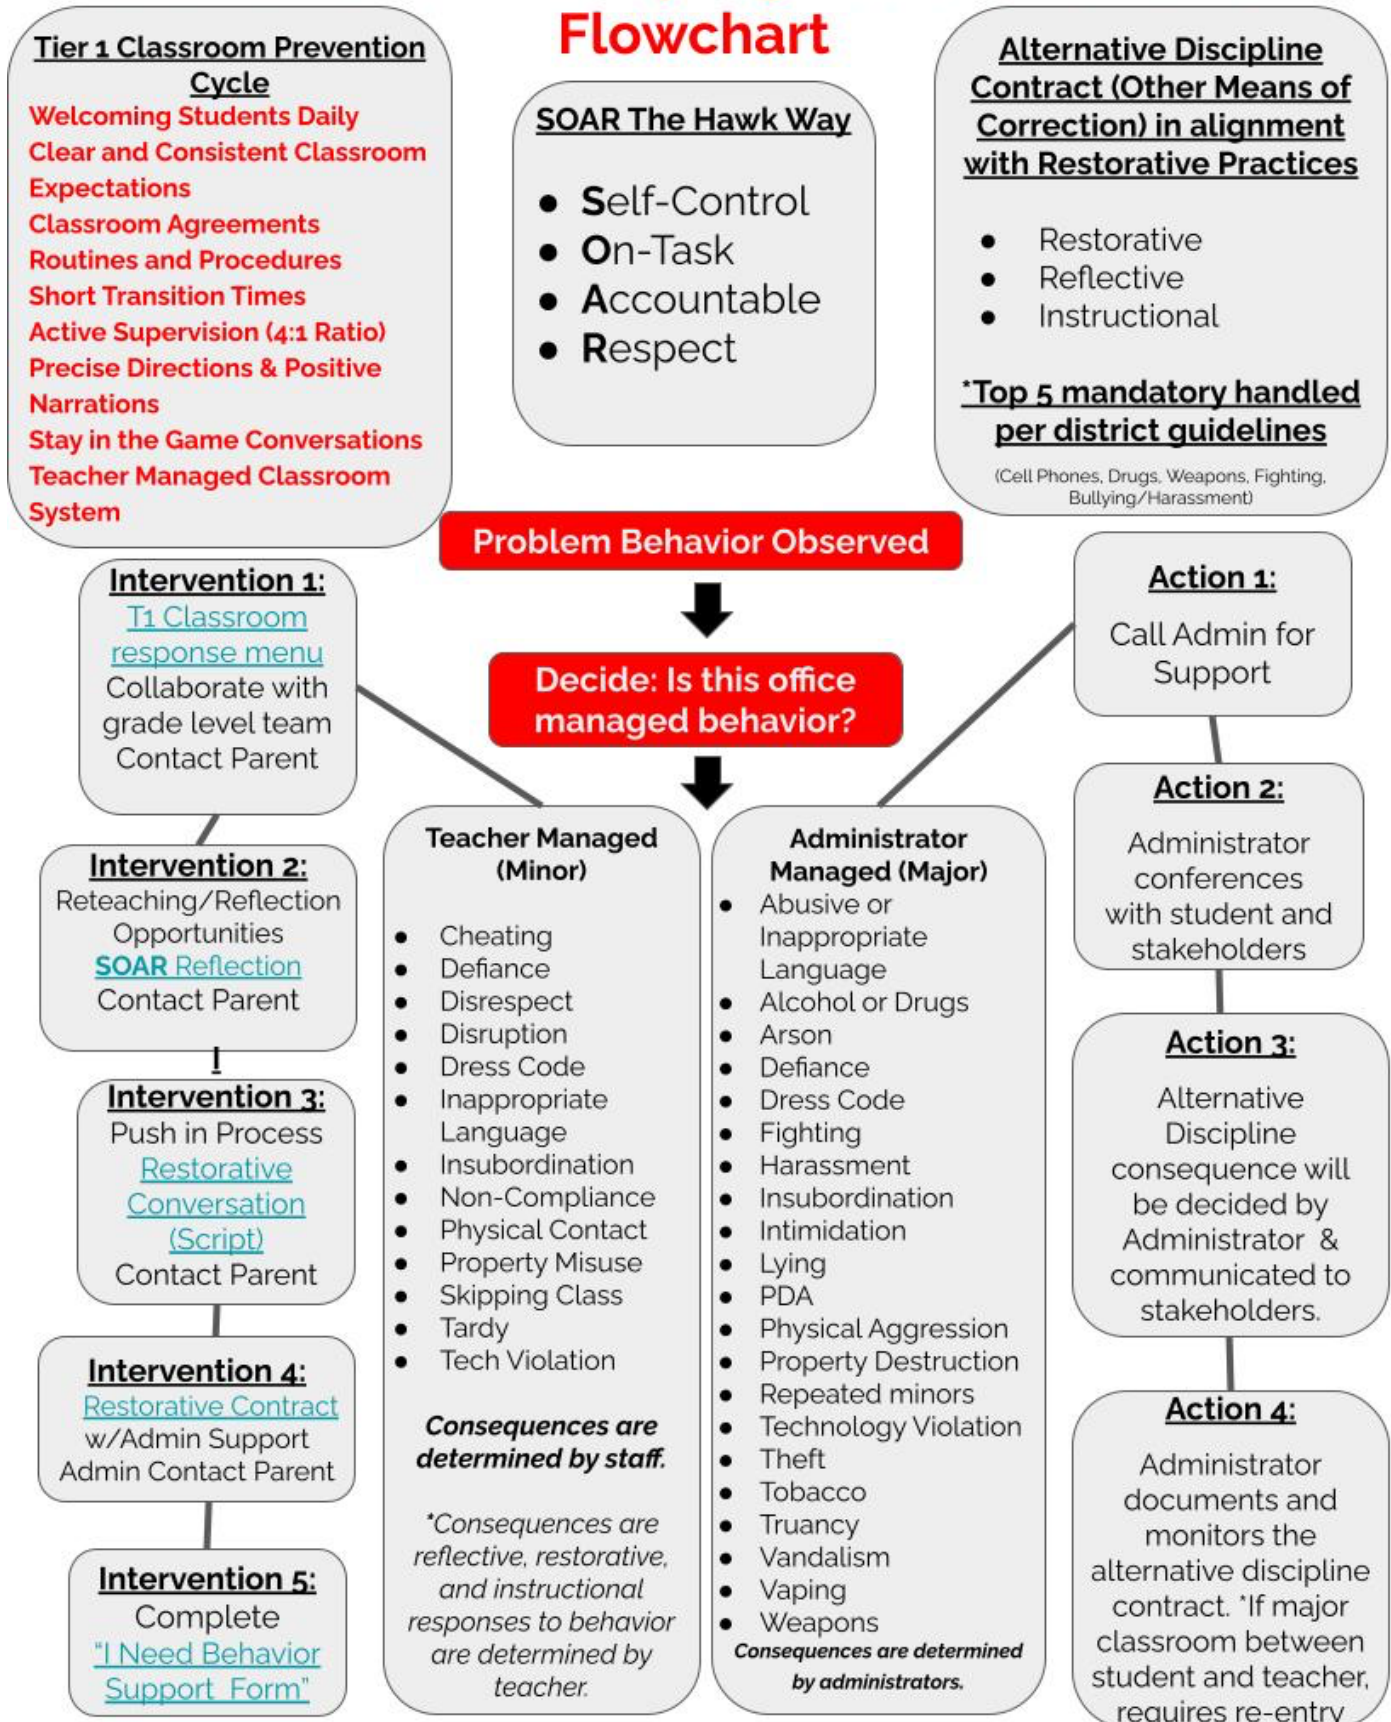 Flowchart
Tier 1 Classroom Prevention
Cycle
Welcoming Students Daily
Clear and Consistent Classroom
Expectations
Classroom Agreements
Routines and Procedures
Short Transition Times
Active Supervision (4:1 Ratio)
Precise Directions & Positive
Narrations
Stay in the Game Conversations
Teacher Managed Classroom
System
SOAR The Hawk Way
● Self-Control
● On-Task
● Accountable
● Respect
Alternative Discipline
Contract (Other Means of
Correction) in alignment
with Restorative Practices
● Restorative
● Reflective
● Instructional
*Top 5 mandatory handled
per district guidelines
(Cell Phones, Drugs, Weapons, Fighting,
Bullying/Harassment)
Problem Behavior Observed
Decide: Is this office
managed behavior?
Intervention 1:
T1 Classroom
response menu
Collaborate with
grade level team
Contact Parent
Intervention 2:
Reteaching/Reflection
Opportunities
SOAR Reflection
Contact Parent
Intervention 3:
Push in Process
Restorative
Conversation
(Script)
Contact Parent
Intervention 4:
Restorative Contract
w/Admin Support
Admin Contact Parent
Intervention 5:
Complete
"I Need Behavior
Support Form"
Teacher Managed
(Minor)
● Cheating
● Defiance
● Disrespect
● Disruption
● Dress Code
● Inappropriate
Language
● Insubordination
● Non-Compliance
● Physical Contact
● Property Misuse
● Skipping Class
● Tardy
● Tech Violation
Consequences are
determined by staff.
*Consequences are
reflective, restorative,
and instructional
responses to behavior
are determined by
teacher.
Administrator
Managed (Major)
● Abusive or
Inappropriate
Language
● Alcohol or Drugs
● Arson
● Defiance
● Dress Code
● Fighting
● Harassment
● Insubordination
● Intimidation
● Lying
● PDA
● Physical Aggression
● Property Destruction
● Repeated minors
● Technology Violation
● Theft
● Tobacco
● Truancy
● Vandalism
● Vaping
● Weapons
Consequences are determined
by administrators.
Action 1:
Call Admin for
Support
Action 2:
Administrator
conferences
with student and
stakeholders
Action 3:
Alternative
Discipline
consequence will
be decided by
Administrator &
communicated to
stakeholders.
Action 4:
Administrator
documents and
monitors the
alternative discipline
contract. *If major
classroom between
student and teacher,
requires re-entry